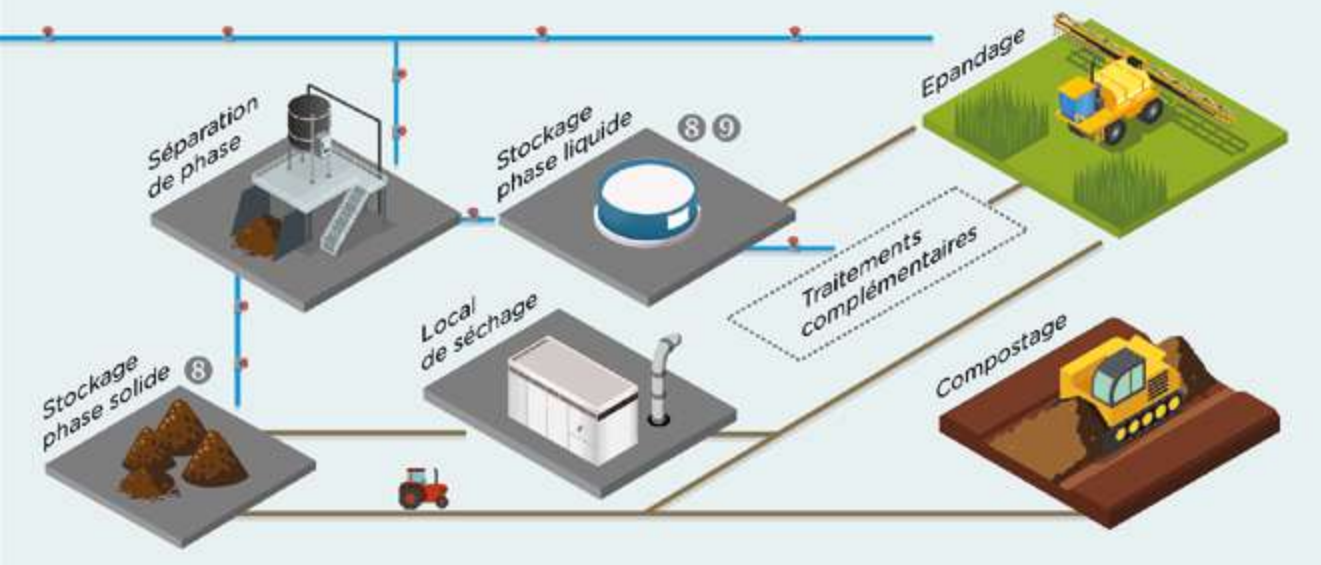 Séparation
de phase
Stockage
phase liquide
8 9
Epandage
Traitements
complémentaires
Local
de séchage
Stockage
phase solide
8
Compostage